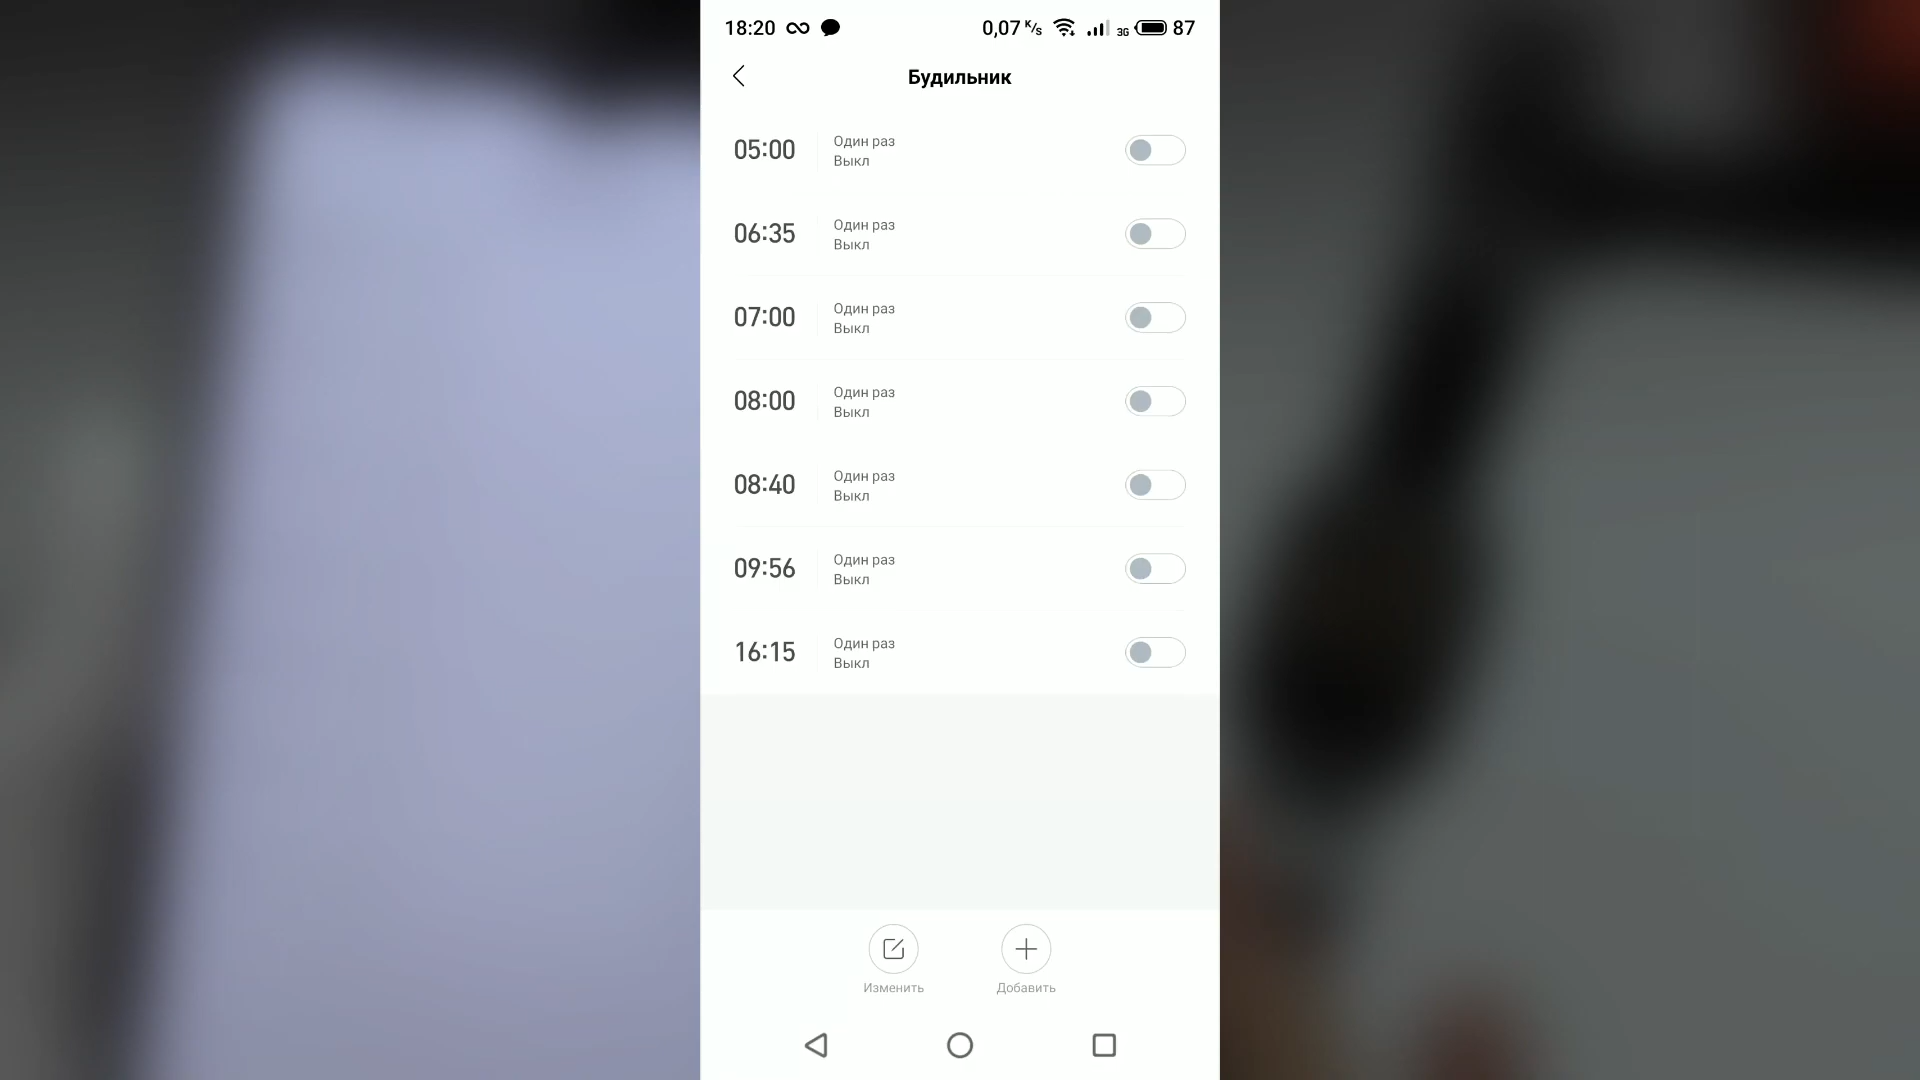 18:20 0,07 K/s 3G 87
Будильник
05:00 Один раз
Выкл
06:35 Один раз
Выкл
07:00 Один раз
Выкл
08:00 Один раз
Выкл
08:40 Один раз
Выкл
09:56 Один раз
Выкл
16:15 Один раз
Выкл
Изменить Добавить